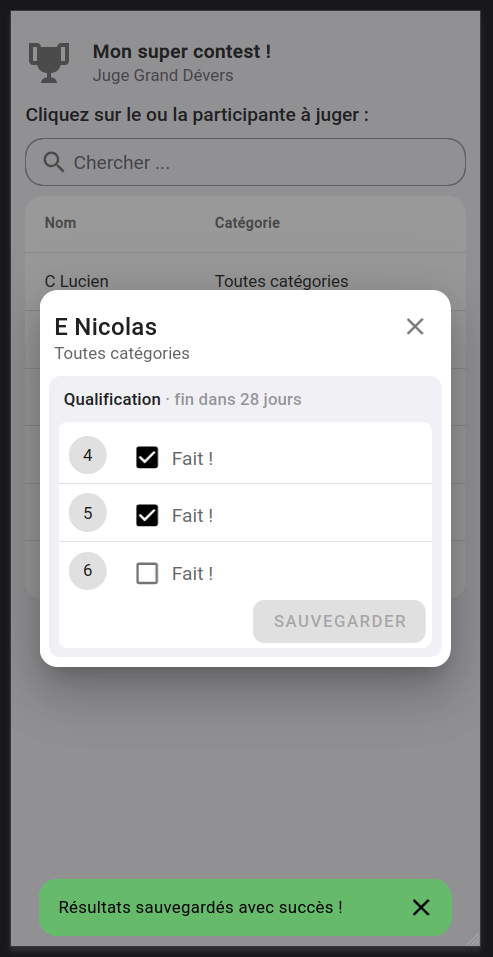 Mon super contest !
Juge Grand Dévers
Cliquez sur le ou la participante à juger :
Chercher ...
Nom Catégorie
C Lucien Toutes catégories
E Nicolas
Toutes catégories
Qualification · fin dans 28 jours
4 Fait !
5 Fait !
6 Fait !
SAUVEGARDER
Résultats sauvegardés avec succès !